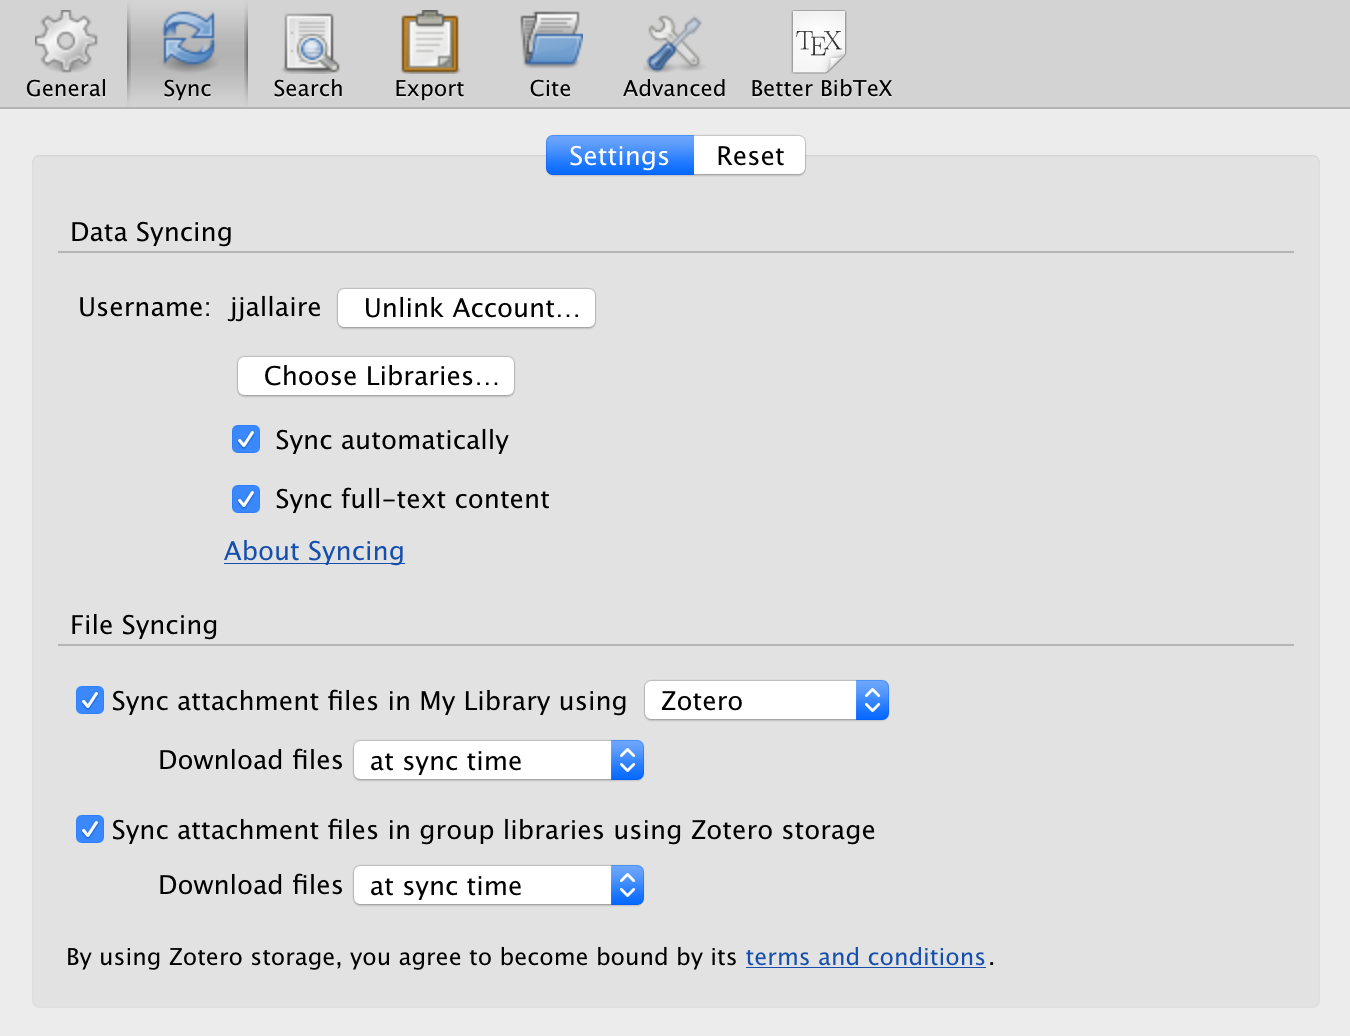 General Sync Search Export Cite Advanced Better BibTeX
TEX
Settings Reset
Data Syncing
Username: jjallaire Unlink Account...
Choose Libraries...
Sync automatically
Sync full-text content
About Syncing
File Syncing
Sync attachment files in My Library using Zotero
Download files at sync time
Sync attachment files in group libraries using Zotero storage
Download files at sync time
By using Zotero storage, you agree to become bound by its terms and conditions.